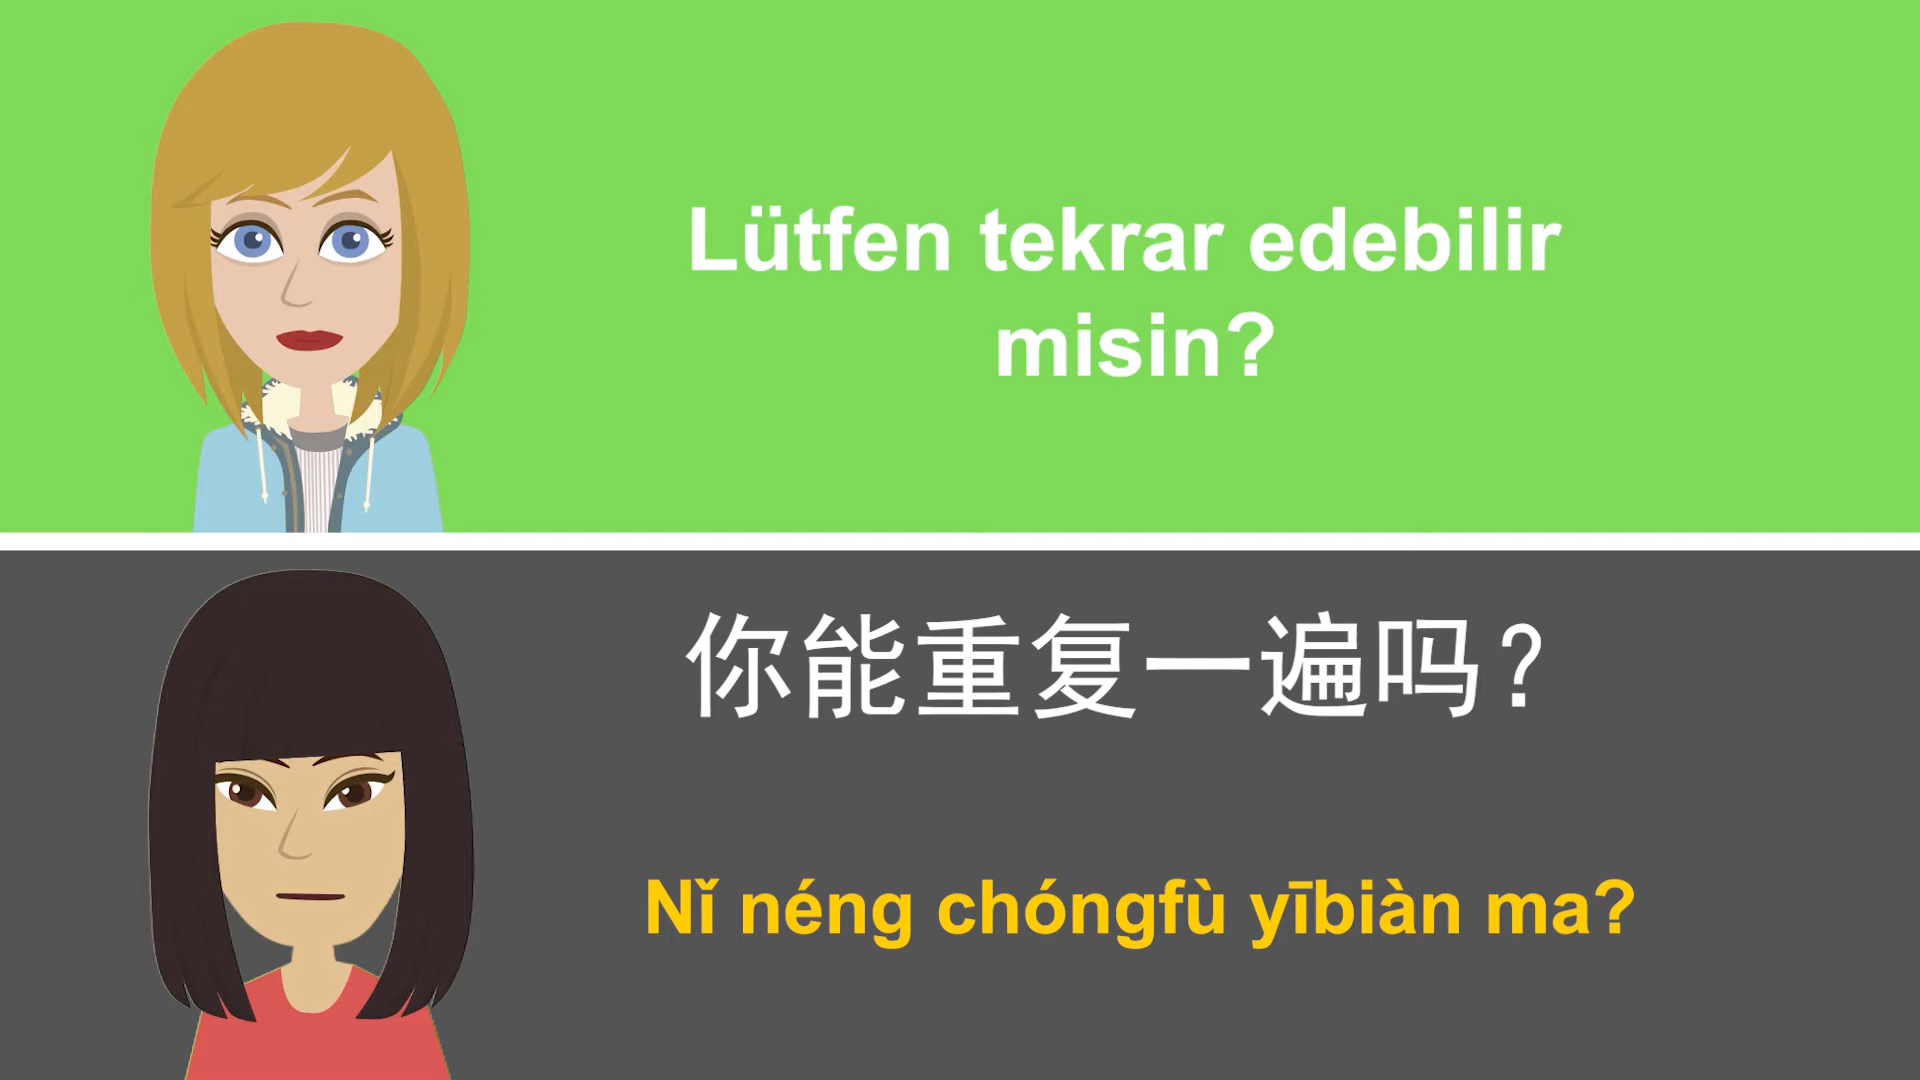 Lütfen tekrar edebilir
misin?
你能重复一遍吗?
Nǐ néng chóngfù yībiàn ma?